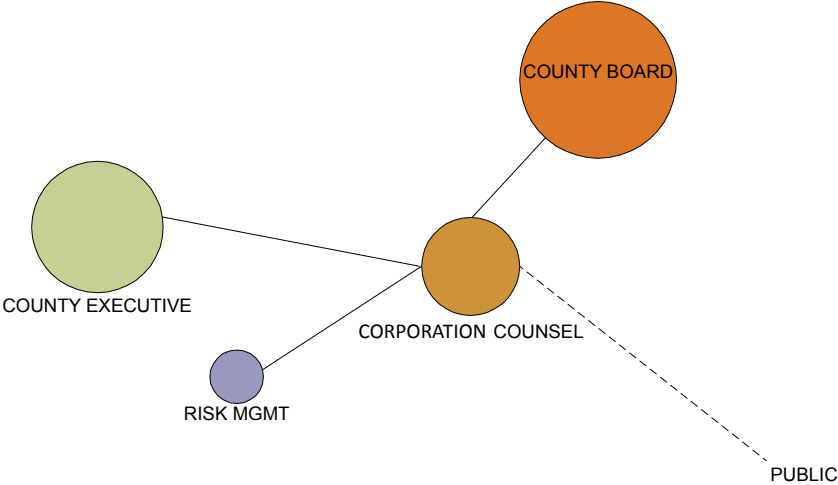 COUNTY BOARD
COUNTY EXECUTIVE
CORPORATION COUNSEL
RISK MGMT
PUBLIC